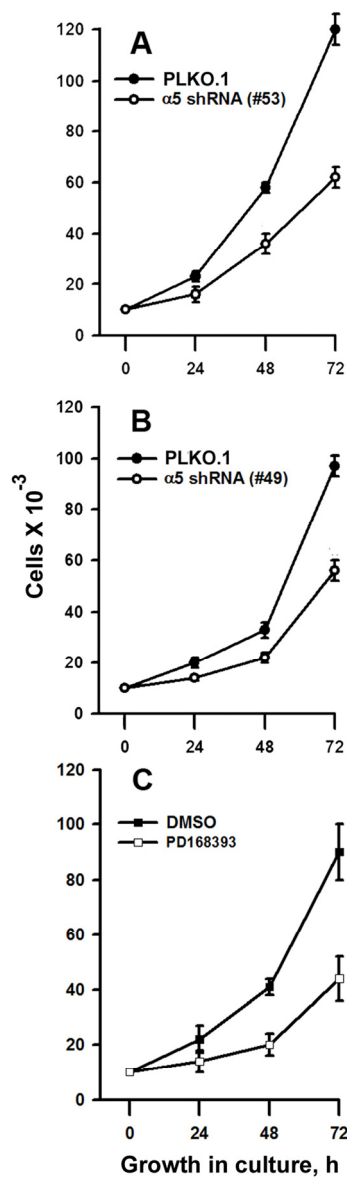 A
PLKO.1
α5 shRNA (#53)
120
100
80
60
40
20
0
0 24 48 72
B
PLKO.1
α5 shRNA (#49)
120
100
80
60
40
20
0
0 24 48 72
Cells X 10⁻³
C
DMSO
PD168393
120
100
80
60
40
20
0
0 24 48 72
Growth in culture, h